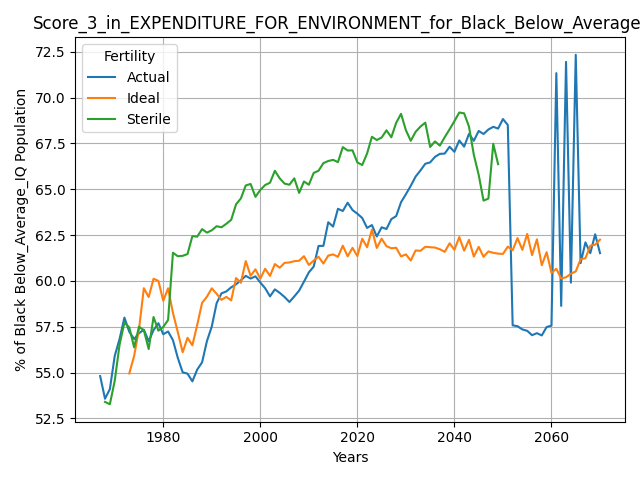 Score_3_in_EXPENDITURE_FOR_ENVIRONMENT_for_Black_Below_Average
Fertility
Actual
Ideal
Sterile
72.5
70.0
67.5
65.0
62.5
60.0
57.5
55.0
52.5
% of Black Below_Average_IQ Population
1980
2000
2020
2040
2060
Years